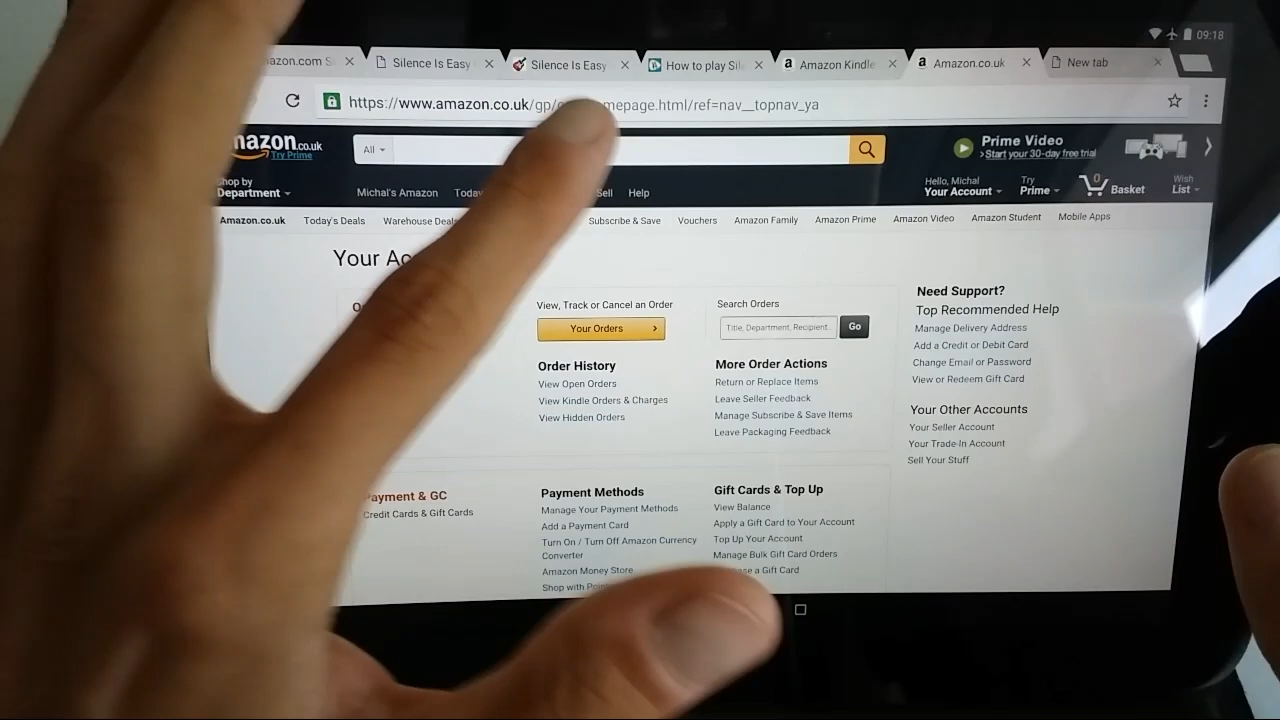 09:18
azon.com S
Silence Is Easy
Silence Is Easy
How to play Sile
Amazon Kindle
Amazon.co.uk
New tab
https://www.amazon.co.uk/gp/ mepage.html/ref=nav__topnav_ya
mazon.co.uk
Try Prime
All
Prime Video
>Start your 30-day free trial
Shop by
Department
Michal's Amazon
Sell
Help
Hello, Michal
Your Account
Try
Prime
0
Basket
Wish
List
Amazon.co.uk
Today's Deals
Warehouse Deals
Subscribe & Save
Vouchers
Amazon Family
Amazon Prime
Amazon Video
Amazon Student
Mobile Apps
Your
View, Track or Cancel an Order
Your Orders
Order History
View Open Orders
View Kindle Orders & Charges
View Hidden Orders
Search Orders
Title, Department, Recipient...
Go
More Order Actions
Return or Replace Items
Leave Seller Feedback
Manage Subscribe & Save Items
Leave Packaging Feedback
Need Support?
Top Recommended Help
Manage Delivery Address
Add a Credit or Debit Card
Change Email or Password
View or Redeem Gift Card
Your Other Accounts
Your Seller Account
Your Trade-In Account
Sell Your Stuff
Payment & GC
Credit Cards & Gift Cards
Payment Methods
Manage Your Payment Methods
Add a Payment Card
Turn On / Turn Off Amazon Currency
Converter
Amazon Money Store
Shop with Points
Gift Cards & Top Up
View Balance
Apply a Gift Card to Your Account
Top Up Your Account
Manage Bulk Gift Card Orders
a Gift Card